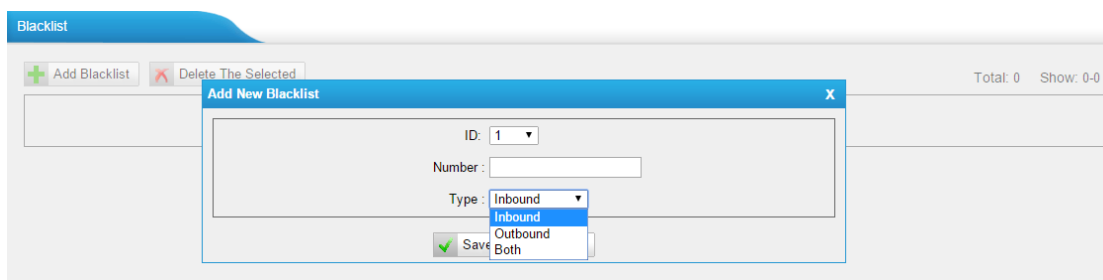 Blacklist
Add Blacklist Delete The Selected Total: 0 Show: 0-0
Add New Blacklist X
ID: 1
Number :
Type : Inbound
Inbound
Outbound
Save Both